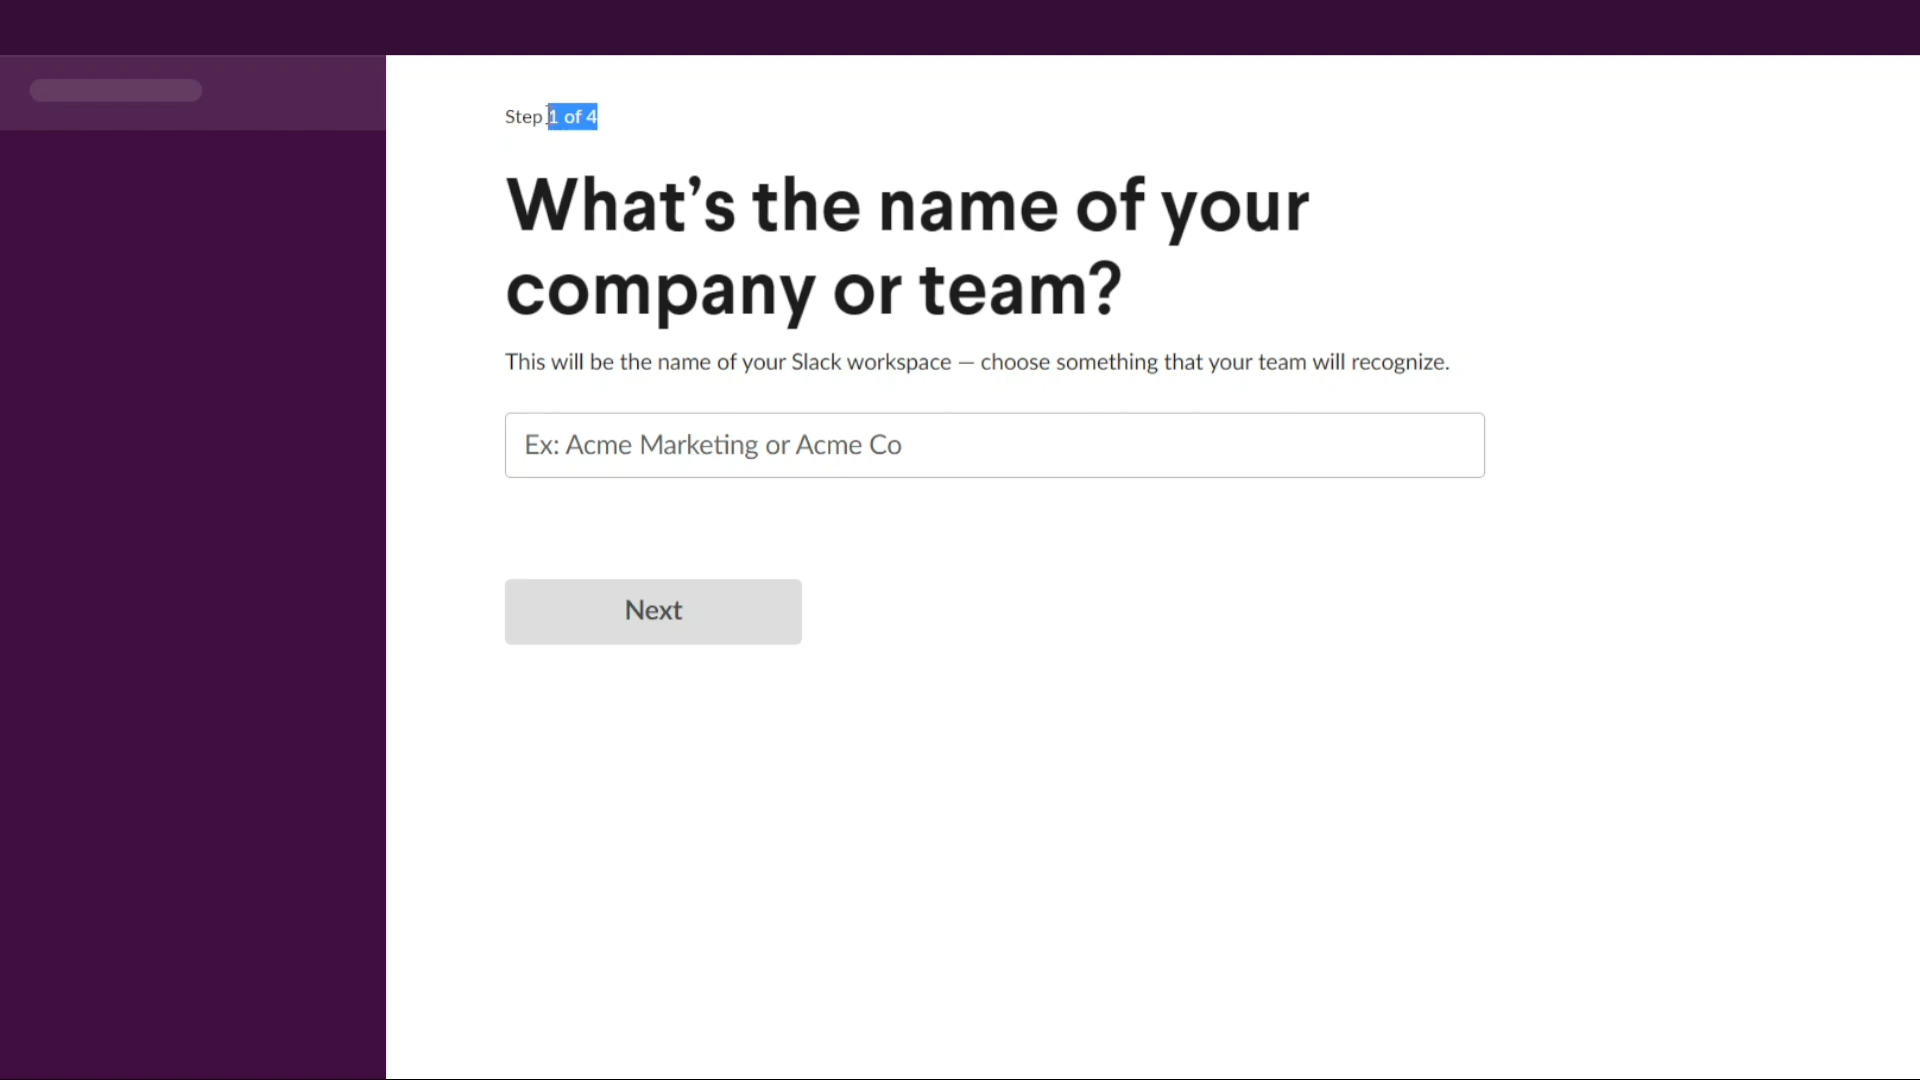 Step 1 of 4
What’s the name of your
company or team?
This will be the name of your Slack workspace — choose something that your team will recognize.
Ex: Acme Marketing or Acme Co
Next